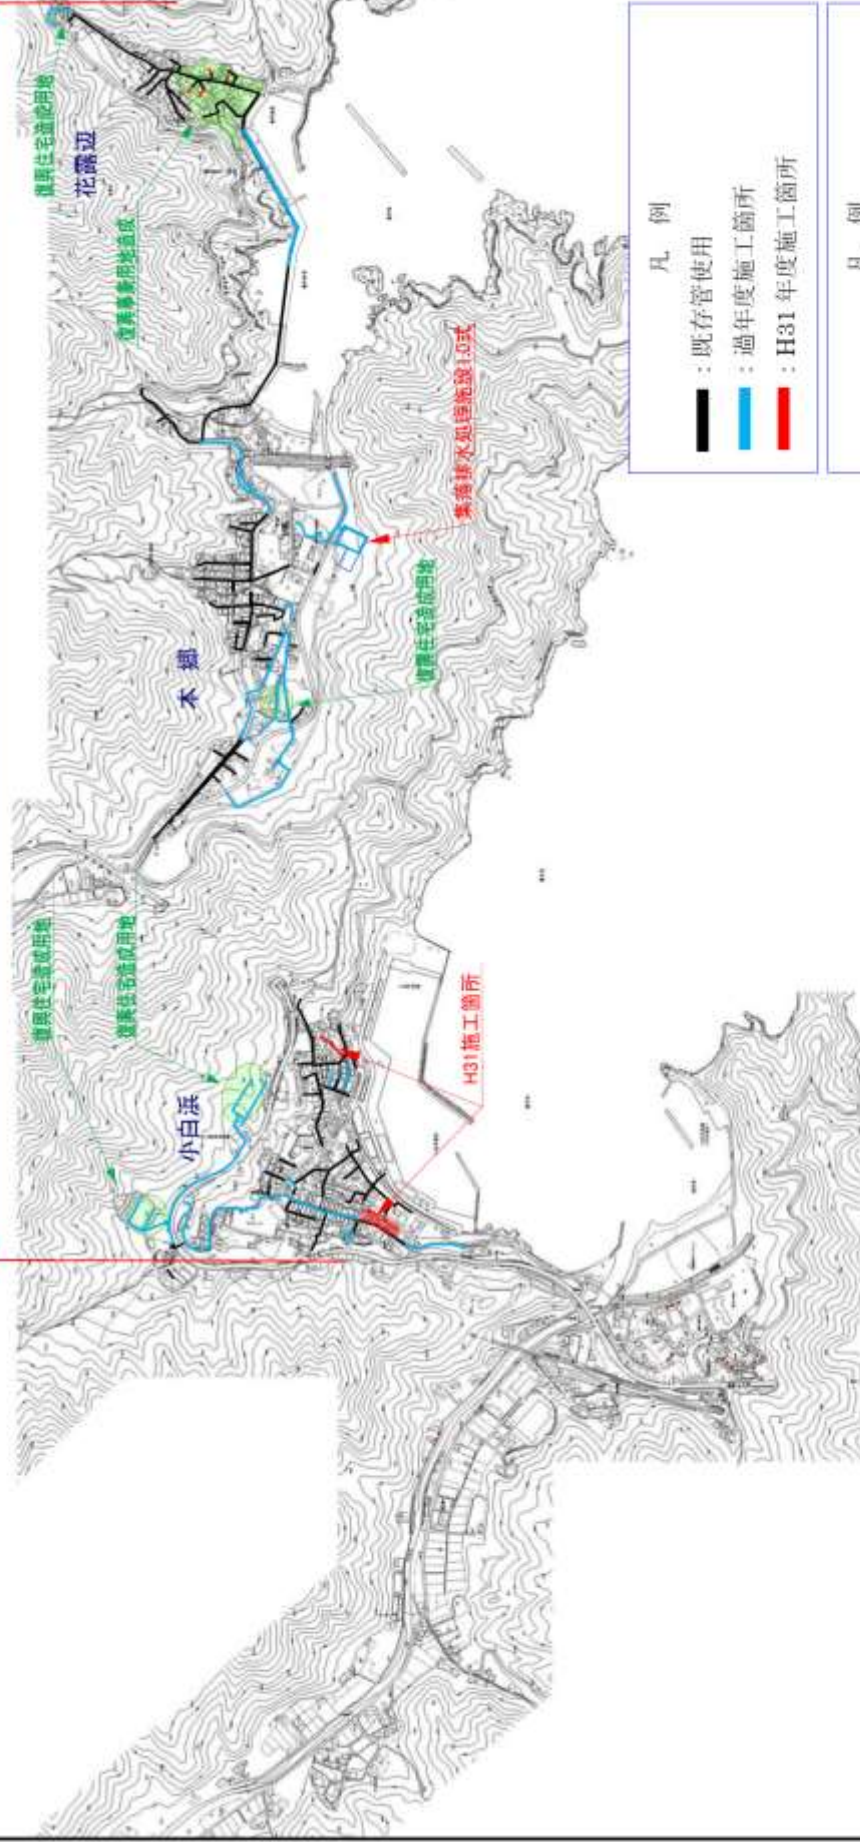 復興住宅造成用地
復興住宅造成用地
小白浜
H31施工箇所
本郷
復興住宅造成用地
集落排水処理施設1.0式
復興事業用地造成
復興住宅造成用地
花露辺
凡 例
：既存管使用
：過年度施工箇所
：H31 年度施工箇所
凡 例